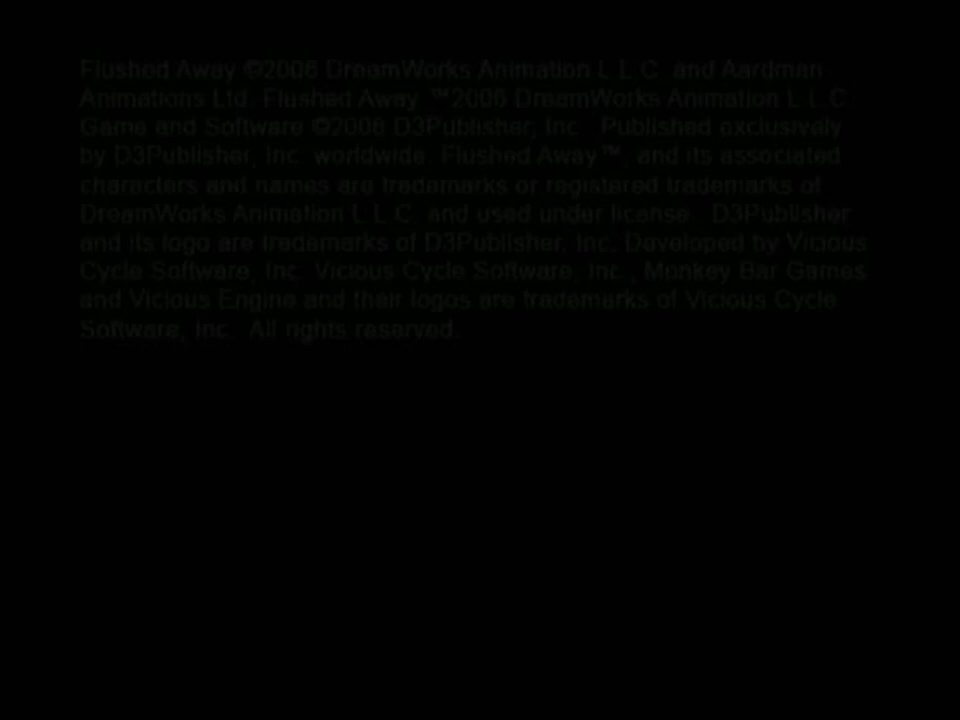 Flushed Away ©2006 DreamWorks Animation L.L.C. and Aardman
Animations Ltd. Flushed Away ™2006 DreamWorks Animation L.L.C.
Game and Software ©2006 D3Publisher, Inc. Published exclusively
by D3Publisher, Inc. worldwide. Flushed Away™, and its associated
characters and names are trademarks or registered trademarks of
DreamWorks Animation L.L.C. and used under license. D3Publisher
and its logo are trademarks of D3Publisher, Inc. Developed by Vicious
Cycle Software, Inc. Vicious Cycle Software, Inc., Monkey Bar Games
and Vicious Engine and their logos are trademarks of Vicious Cycle
Software, Inc. All rights reserved.